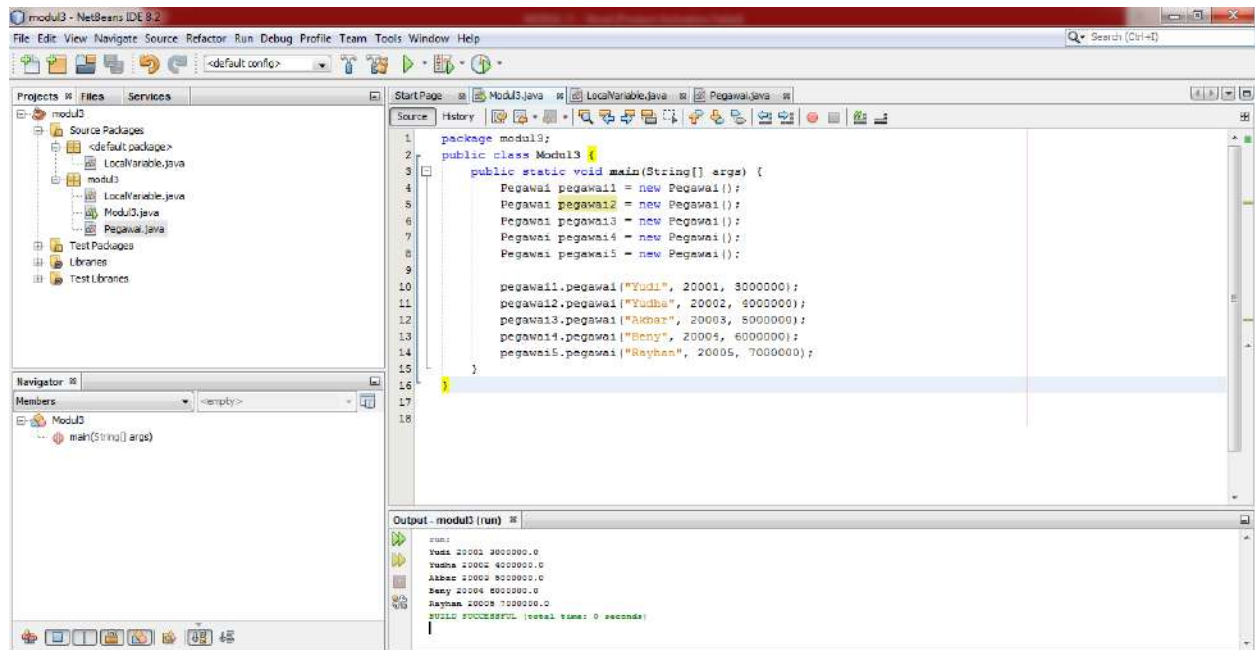 modul3 - NetBeans IDE 8.2
File Edit View Navigate Source Refactor Run Debug Profile Team Tools Window Help
Search (Ctrl+I)
<default config>
Projects Files Services
modul3
Source Packages
<default package>
LocalVariable.java
modul3
LocalVariable.java
Modul3.java
Pegawai.java
Test Packages
Libraries
Test Libraries
Navigator
Members <empty>
Modul3
main(String[] args)
Start Page Modul3.java LocalVariable.java Pegawai.java
Source History
1 package modul3;
2 public class Modul3 {
3 public static void main(String[] args) {
4 Pegawai pegawai1 = new Pegawai();
5 Pegawai pegawai2 = new Pegawai();
6 Pegawai pegawai3 = new Pegawai();
7 Pegawai pegawai4 = new Pegawai();
8 Pegawai pegawai5 = new Pegawai();
9
10 pegawai1.pegawai("Yudi", 20001, 3000000);
11 pegawai2.pegawai("Yudha", 20002, 4000000);
12 pegawai3.pegawai("Akbar", 20003, 5000000);
13 pegawai4.pegawai("Beny", 20004, 6000000);
14 pegawai5.pegawai("Rayhan", 20005, 7000000);
15 }
16 }
17
18
Output - modul3 (run)
run:
Yudi 20001 3000000.0
Yudha 20002 4000000.0
Akbar 20003 5000000.0
Beny 20004 6000000.0
Rayhan 20005 7000000.0
BUILD SUCCESSFUL (total time: 0 seconds)